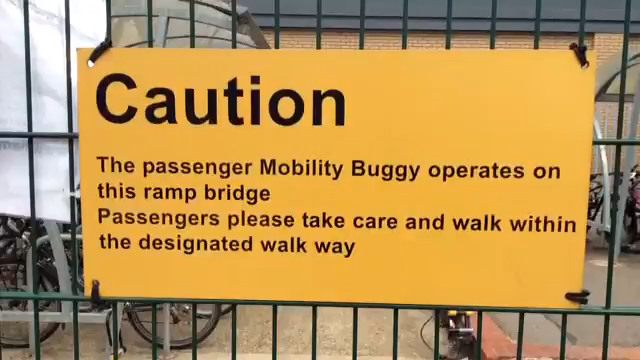 Caution
The passenger Mobility Buggy operates on
this ramp bridge
Passengers please take care and walk within
the designated walk way